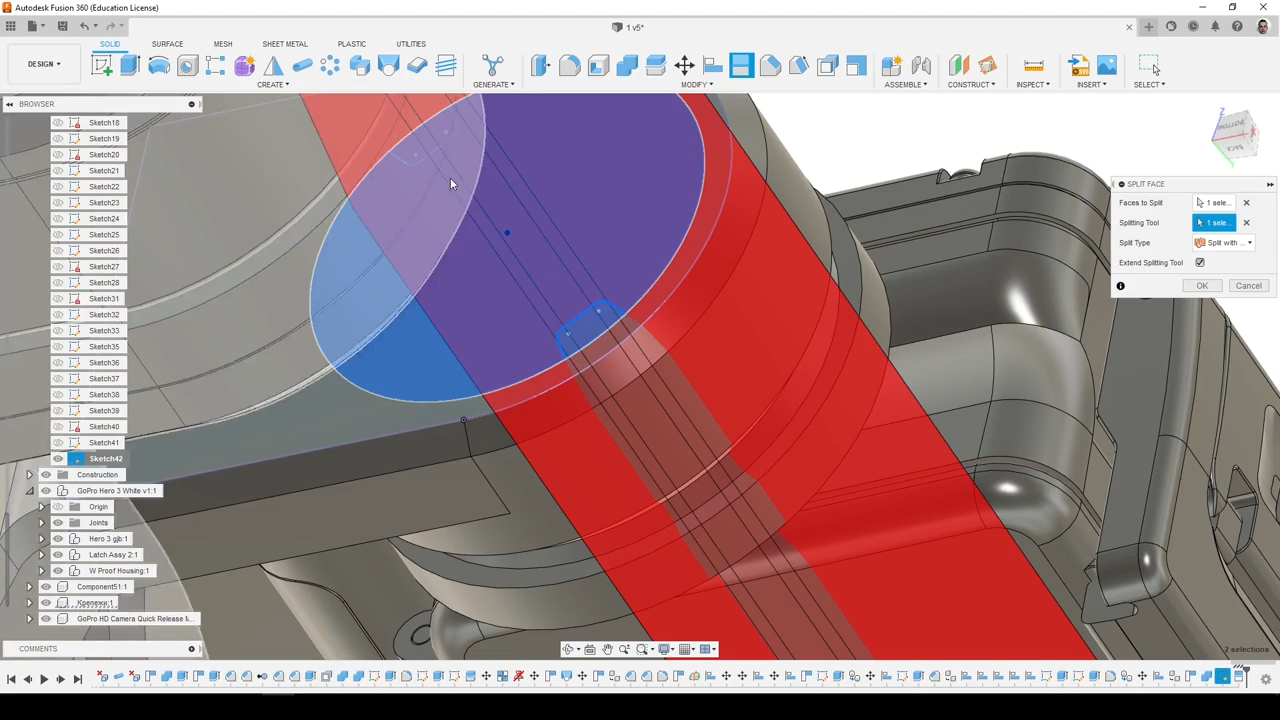 Autodesk Fusion 360 (Education License)
1 v5*
SOLID SURFACE MESH SHEET METAL PLASTIC UTILITIES
DESIGN
CREATE GENERATE MODIFY ASSEMBLE CONSTRUCT INSPECT INSERT SELECT
BROWSER
Sketch18
Sketch19
Sketch20
Sketch21
Sketch22
Sketch23
Sketch24
Sketch25
Sketch26
Sketch27
Sketch28
Sketch31
Sketch32
Sketch33
Sketch35
Sketch36
Sketch37
Sketch38
Sketch39
Sketch40
Sketch41
Sketch42
Construction
GoPro Hero 3 White v1:1
Origin
Joints
Hero 3 gjb:1
Latch Assy 2:1
W Proof Housing:1
Component51:1
Крепежи:1
GoPro HD Camera Quick Release M...
COMMENTS
Z
BOTTOM
BACK
X
Y
SPLIT FACE
Faces to Split 1 sele...
Splitting Tool 1 sele...
Split Type Split with ...
Extend Splitting Tool
OK Cancel
2 selections